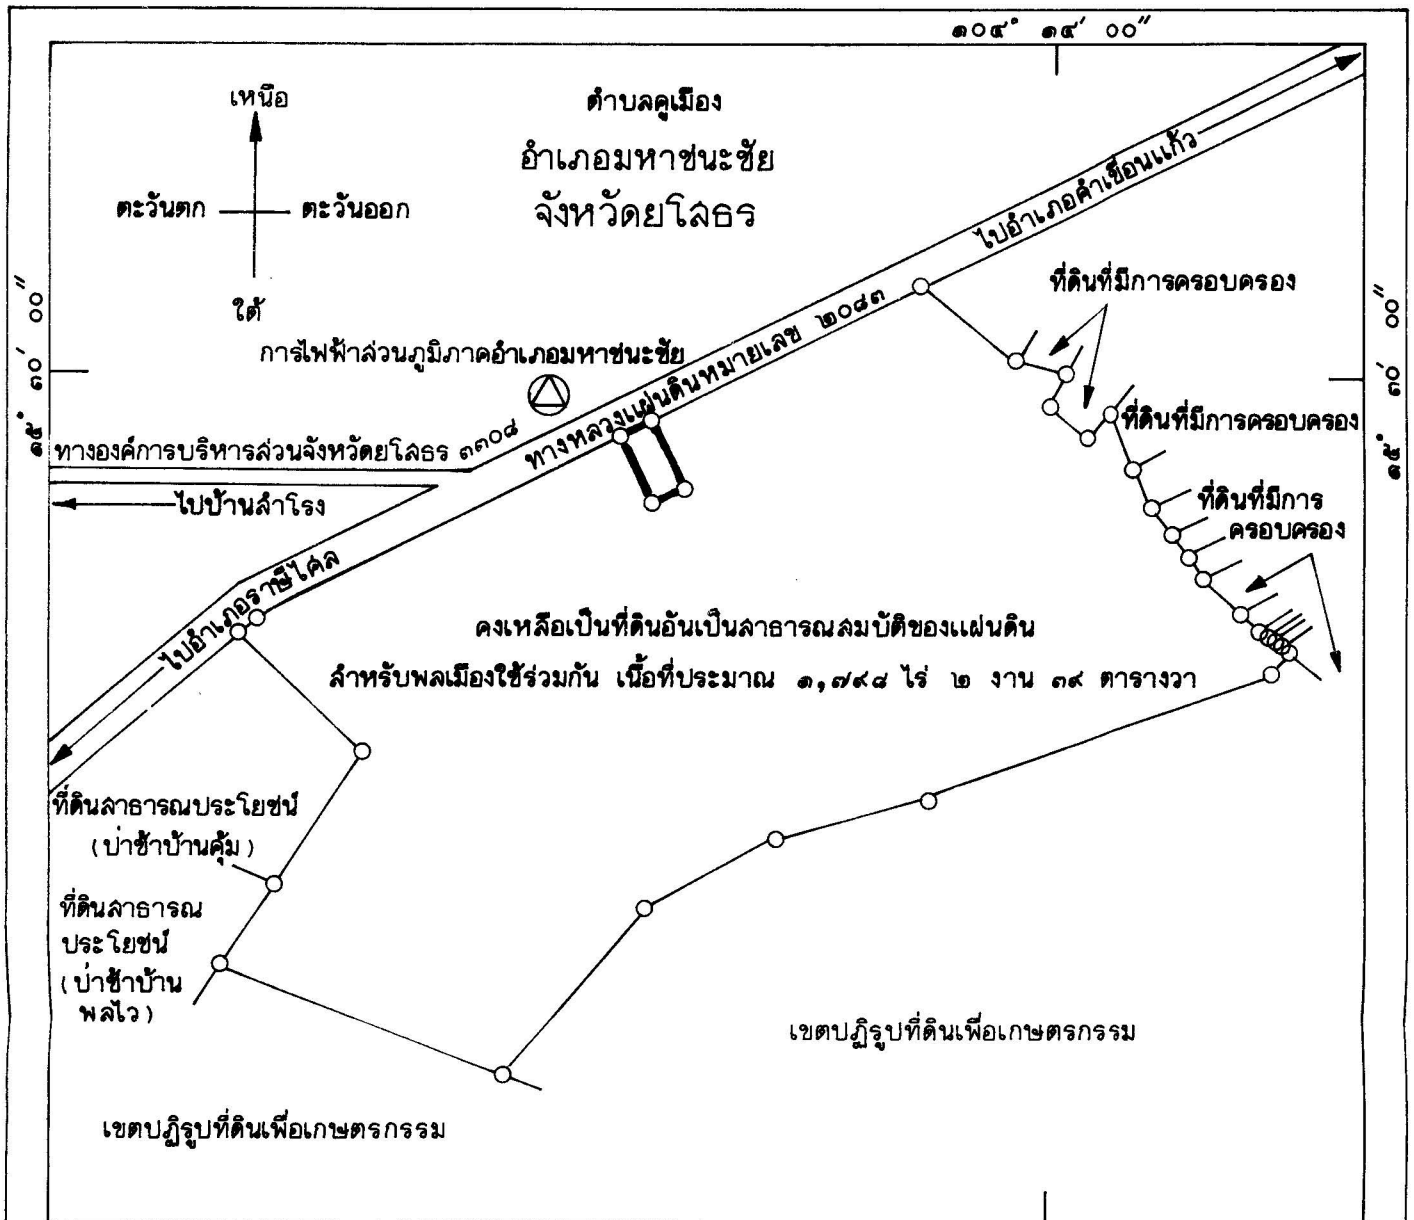 ๑๐๔° ๑๔′ ๐๐″
เหนือ
ตะวันตก
ตะวันออก
ใต้
ตำบลคูเมือง
อำเภอมหาชนะชัย
จังหวัดยโสธร
ไปอำเภอคำเขื่อนแก้ว
๑๕° ๓๐′ ๐๐″
๑๕° ๓๐′ ๐๐″
ที่ดินที่มีการครอบครอง
การไฟฟ้าส่วนภูมิภาคอำเภอมหาชนะชัย
ทางหลวงแผ่นดินหมายเลข ๒๐๘๓
ที่ดินที่มีการครอบครอง
ทางองค์การบริหารส่วนจังหวัดยโสธร ๓๓๐๘
ไปบ้านสำโรง
ที่ดินที่มีการ
ครอบครอง
ไปอำเภอราษีไศล
คงเหลือเป็นที่ดินอันเป็นสาธารณสมบัติของแผ่นดิน
สำหรับพลเมืองใช้ร่วมกัน เนื้อที่ประมาณ ๑,๗๙๘ ไร่ ๒ งาน ๓๙ ตารางวา
ที่ดินสาธารณประโยชน์
(ป่าช้าบ้านคุ้ม)
ที่ดินสาธารณ
ประโยชน์
(ป่าช้าบ้าน
พลไว)
เขตปฏิรูปที่ดินเพื่อเกษตรกรรม
เขตปฏิรูปที่ดินเพื่อเกษตรกรรม